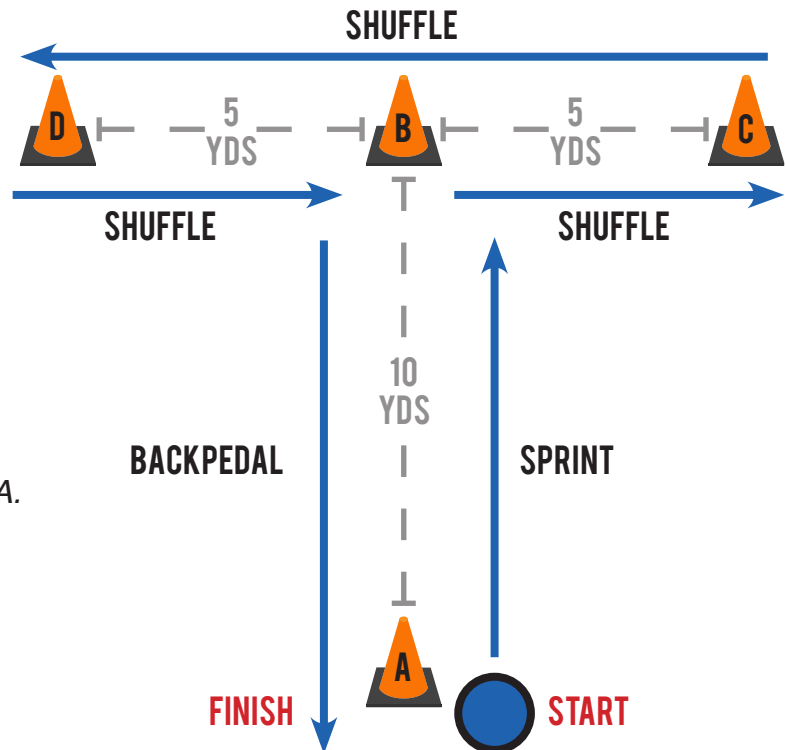 SHUFFLE
D
5
YDS
B
5
YDS
C
SHUFFLE
SHUFFLE
10
YDS
BACKPEDAL
SPRINT
A.
A
FINISH
START